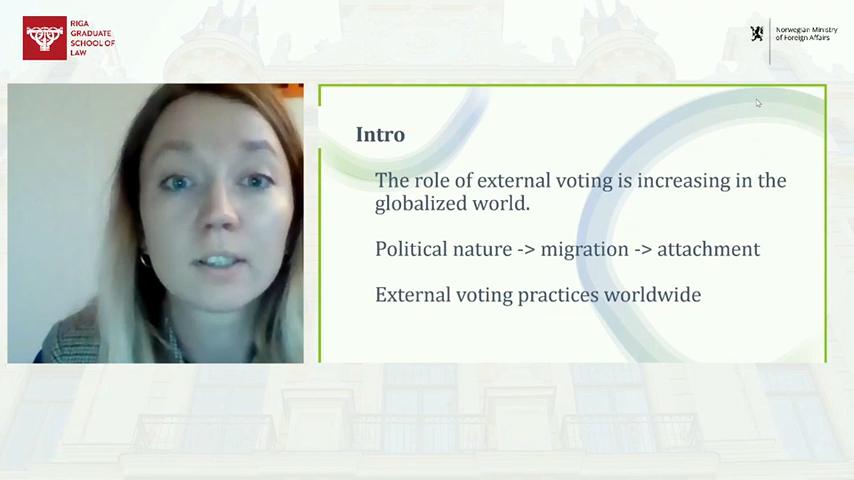 RIGA
GRADUATE
SCHOOL OF
LAW
Norwegian Ministry
of Foreign Affairs
Intro
The role of external voting is increasing in the
globalized world.
Political nature -> migration -> attachment
External voting practices worldwide